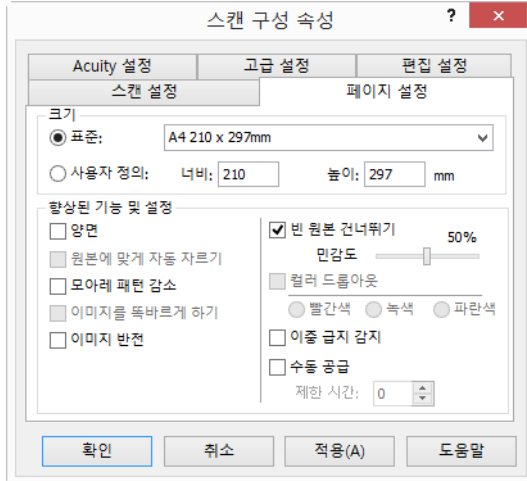 스캔 구성 속성 ?
Acuity 설정 고급 설정 편집 설정
스캔 설정 페이지 설정
크기
표준: A4 210 x 297mm
사용자 정의: 너비: 210 높이: 297 mm
향상된 기능 및 설정
양면
원본에 맞게 자동 자르기
모아레 패턴 감소
이미지를 똑바르게 하기
이미지 반전
빈 원본 건너뛰기 50%
민감도
컬러 드롭아웃
빨간색 녹색 파란색
이중 급지 감지
수동 공급
제한 시간: 0
확인 취소 적용(A) 도움말